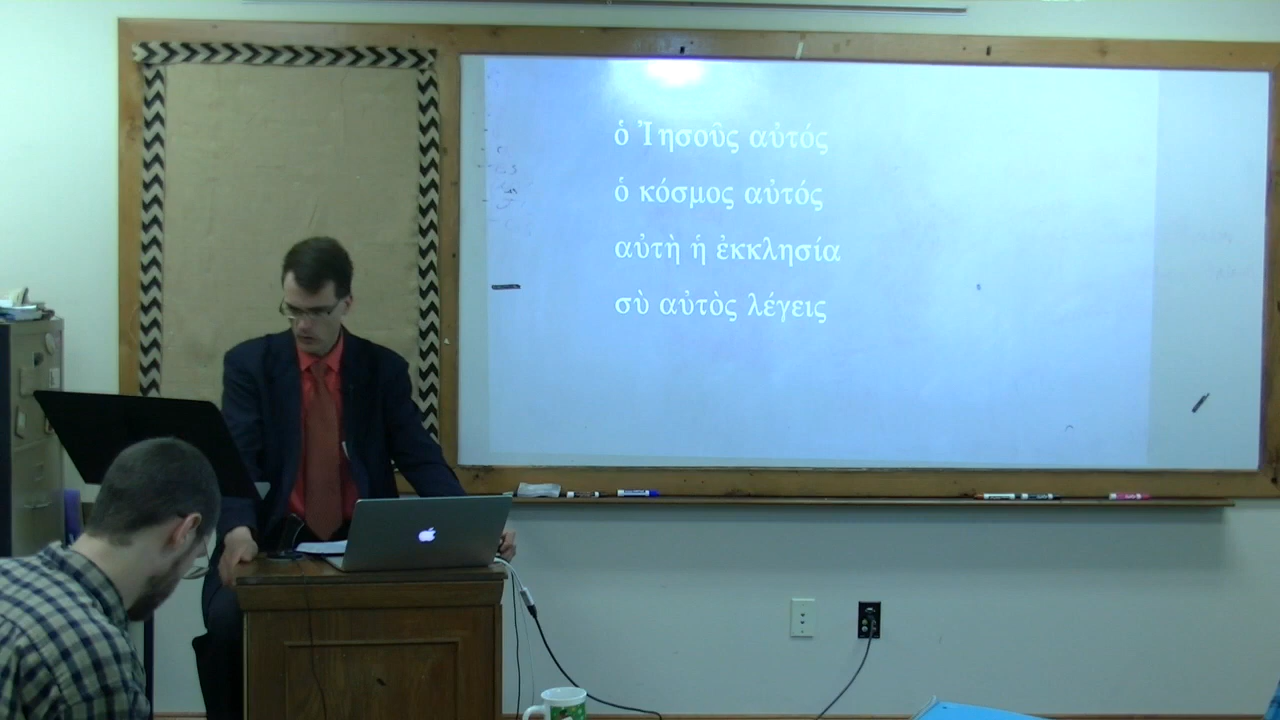 ὁ Ἰησοῦς αὐτός
ὁ κόσμος αὐτός
αὐτὴ ἡ ἐκκλησία
σὺ αὐτὸς λέγεις